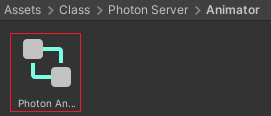 Assets > Class > Photon Server > Animator
Photon An...